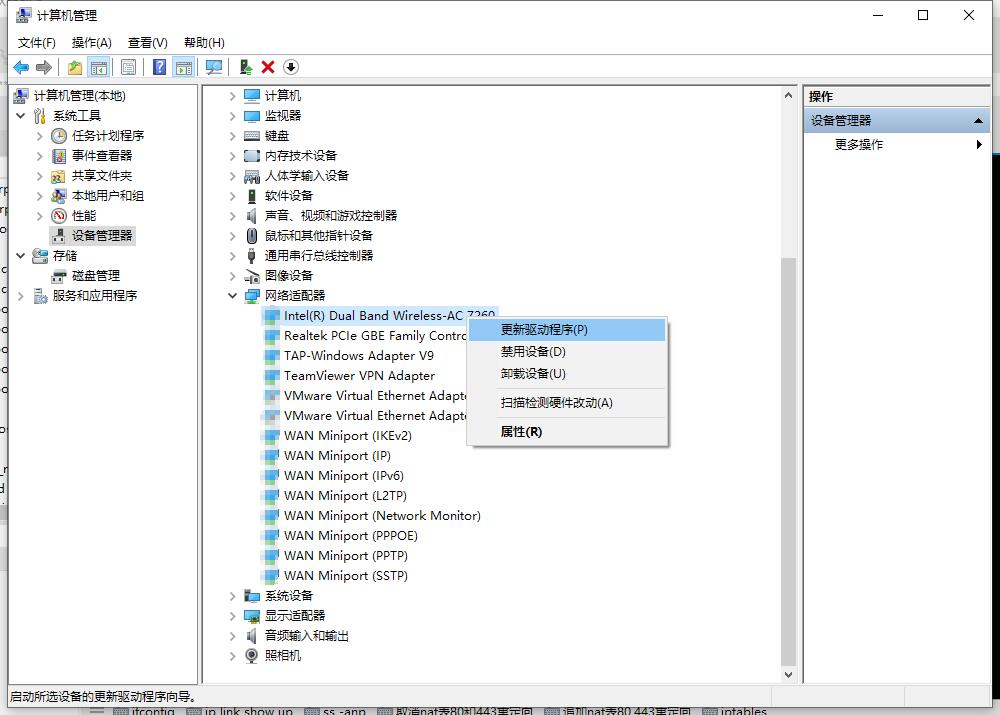 计算机管理
文件(F) 操作(A) 查看(V) 帮助(H)
计算机管理(本地)
系统工具
任务计划程序
事件查看器
共享文件夹
本地用户和组
性能
设备管理器
存储
磁盘管理
服务和应用程序
计算机
监视器
键盘
内存技术设备
人体学输入设备
软件设备
声音、视频和游戏控制器
鼠标和其他指针设备
通用串行总线控制器
图像设备
网络适配器
Intel(R) Dual Band Wireless-AC 7260
Realtek PCIe GBE Family Contro
TAP-Windows Adapter V9
TeamViewer VPN Adapter
VMware Virtual Ethernet Adapte
VMware Virtual Ethernet Adapte
WAN Miniport (IKEv2)
WAN Miniport (IP)
WAN Miniport (IPv6)
WAN Miniport (L2TP)
WAN Miniport (Network Monitor)
WAN Miniport (PPPOE)
WAN Miniport (PPTP)
WAN Miniport (SSTP)
系统设备
显示适配器
音频输入和输出
照相机
更新驱动程序(P)
禁用设备(D)
卸载设备(U)
扫描检测硬件改动(A)
属性(R)
操作
设备管理器
更多操作
启动所选设备的更新驱动程序向导。
ifconfig ip link show up ss -anp 取消nat表80和443重定向 追加nat表80 443重定向 iptables